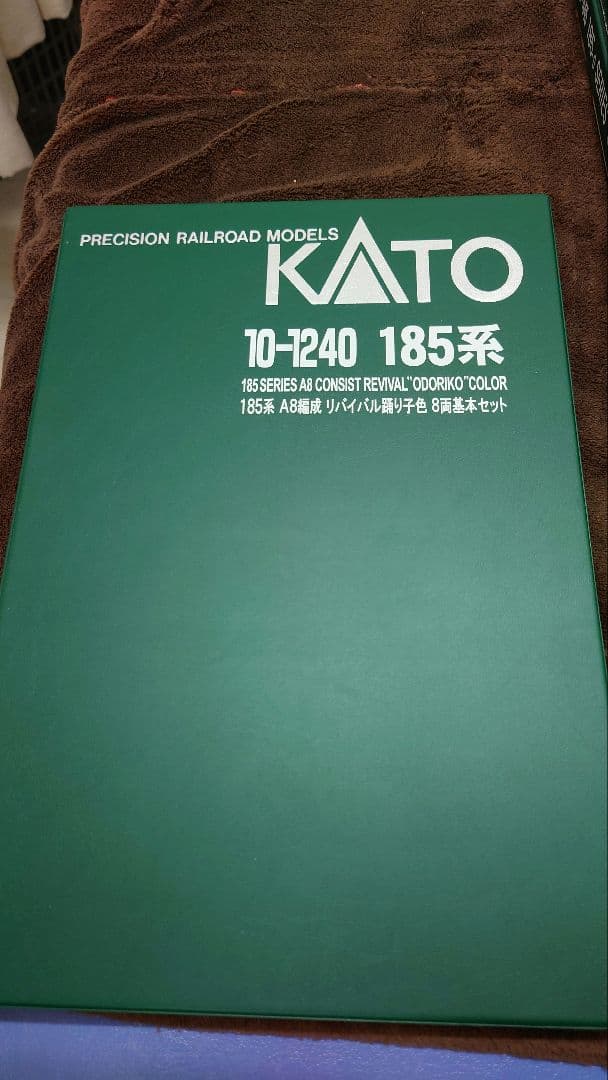 PRECISION RAILROAD MODELS
KATO
10-1240 185系
185 SERIES A8 CONSIST REVIVAL"ODORIKO"COLOR
185系 A8編成 リバイバル踊り子色 8両基本セット